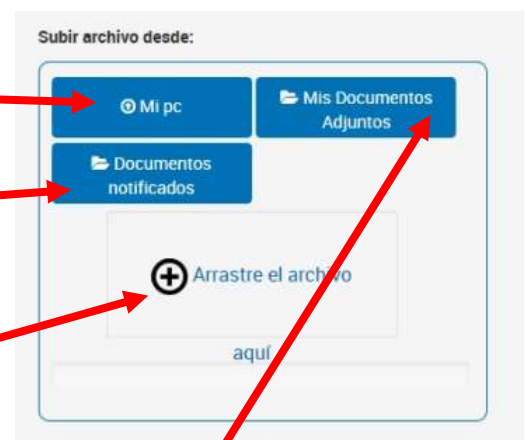 Subir archivo desde:
Mi pc
Mis Documentos
Adjuntos
Documentos
notificados
Arrastre el archivo
aquí